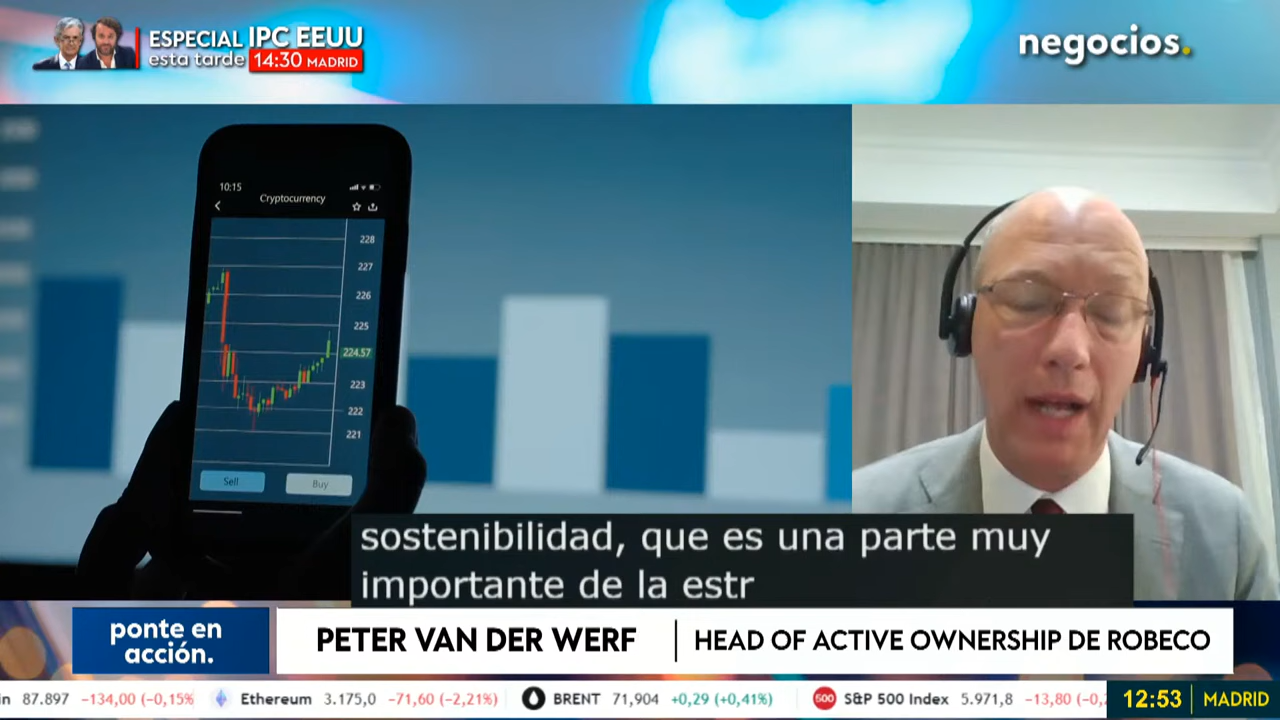 ESPECIAL IPC EEUU
esta tarde 14:30 MADRID
negocios.
10:15
Cryptocurrency
228
227
226
225
224.57
223
222
221
Sell
Buy
sostenibilidad, que es una parte muy
importante de la estr
ponte en
acción.
PETER VAN DER WERF
HEAD OF ACTIVE OWNERSHIP DE ROBECO
in 87.897 -134,00 (-0,15%) Ethereum 3.175,0 -71,60 (-2,21%) BRENT 71,904 +0,29 (+0,41%) 500 S&P 500 Index 5.971,8 -13,80 (-0,2
12:53 MADRID